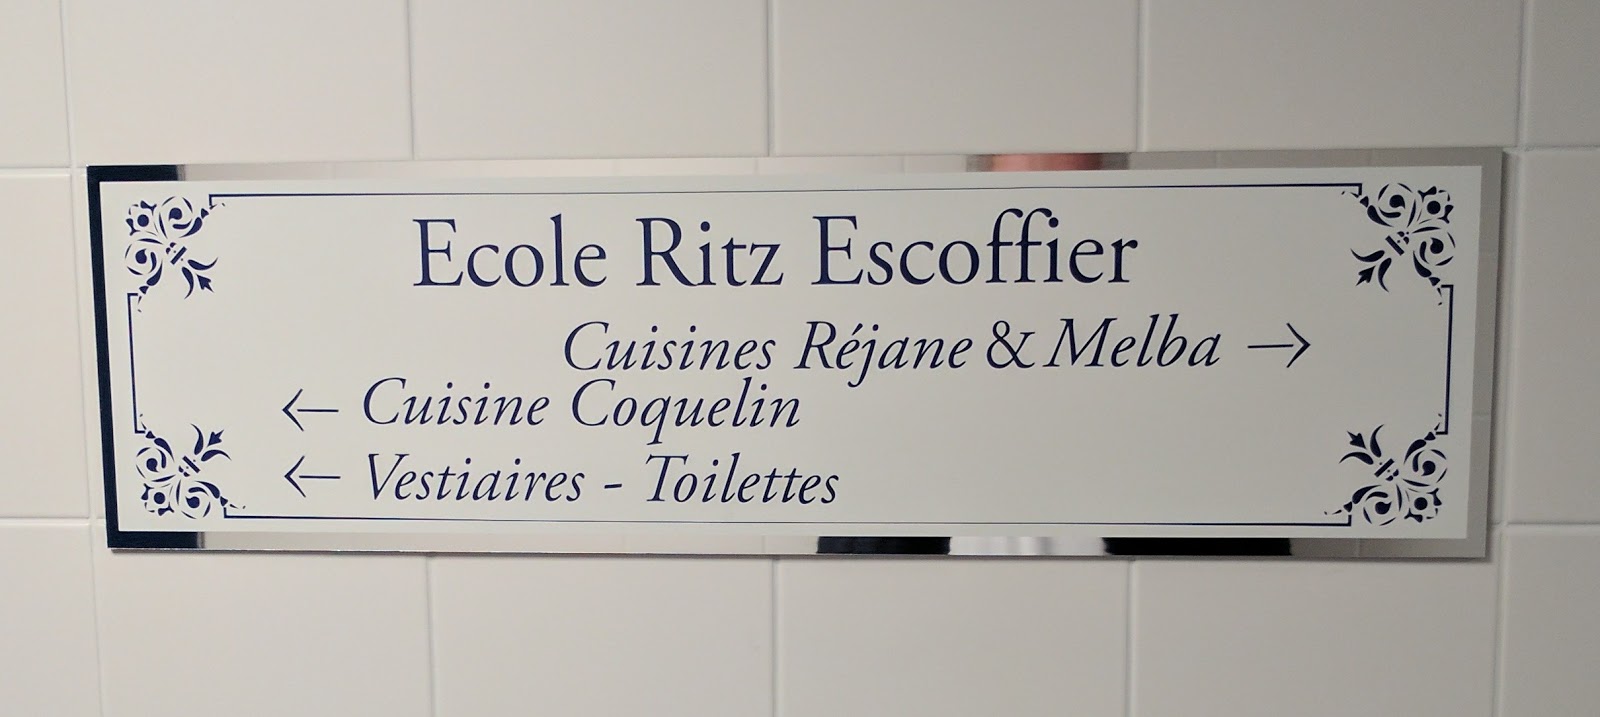 Ecole Ritz Escoffier
Cuisines Réjane & Melba →
← Cuisine Coquelin
← Vestiaires - Toilettes